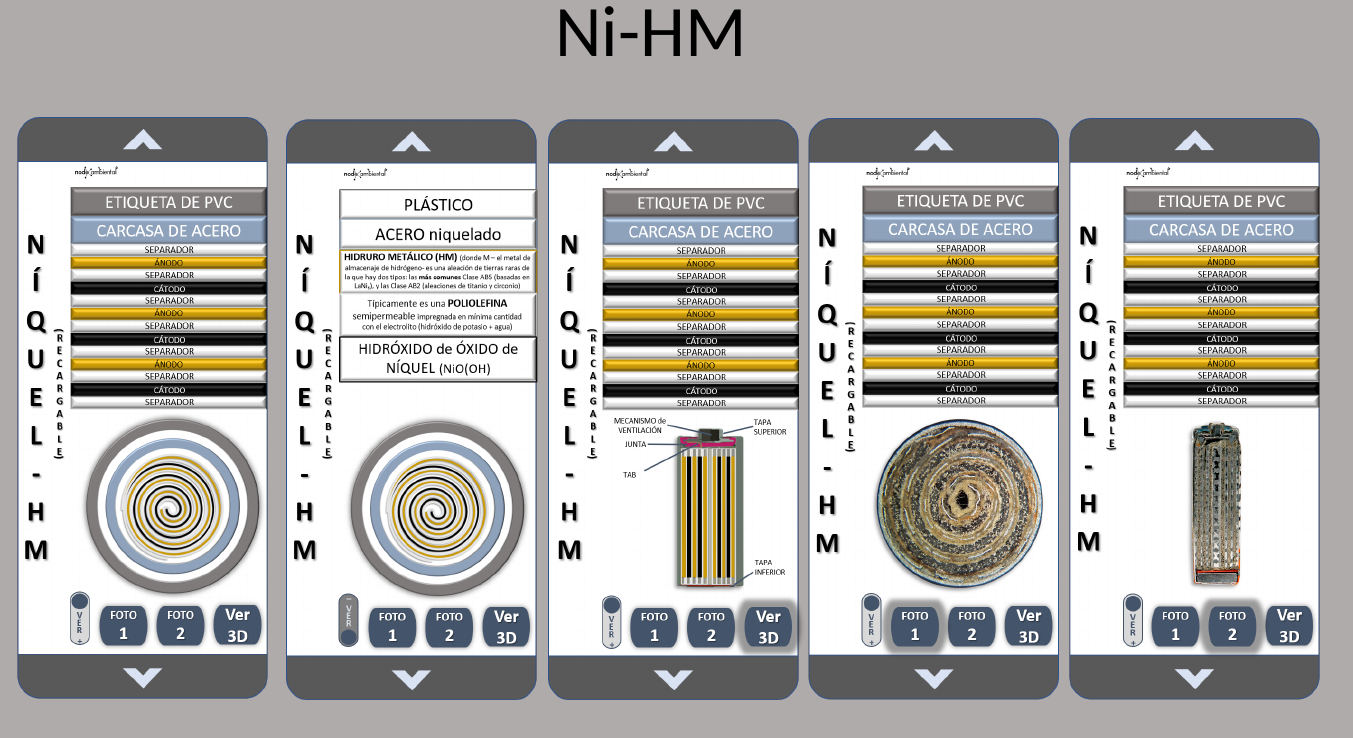 Ni-HM
nodo ambiental
NÍQUEL-HM
(RECARGABLE)
ETIQUETA DE PVC
CARCASA DE ACERO
SEPARADOR
ÁNODO
SEPARADOR
CÁTODO
SEPARADOR
ÁNODO
SEPARADOR
CÁTODO
SEPARADOR
ÁNODO
SEPARADOR
CÁTODO
SEPARADOR
VER +
FOTO
1
FOTO
2
Ver
3D
nodo ambiental
NÍQUEL-HM
(RECARGABLE)
PLÁSTICO
ACERO niquelado
HIDRURO METÁLICO (HM) (donde M – el metal de
almacenaje de hidrógeno- es una aleación de tierras raras de
la que hay dos tipos: las más comunes Clase AB5 (basadas en
LaNi₅), y las Clase AB2 (aleaciones de titanio y circonio)
Típicamente es una POLIOLEFINA
semipermeable impregnada en mínima cantidad
con el electrolito (hidróxido de potasio + agua)
HIDRÓXIDO de ÓXIDO de
NÍQUEL (NiO(OH)
– VER
FOTO
1
FOTO
2
Ver
3D
nodo ambiental
NÍQUEL-HM
(RECARGABLE)
ETIQUETA DE PVC
CARCASA DE ACERO
SEPARADOR
ÁNODO
SEPARADOR
CÁTODO
SEPARADOR
ÁNODO
SEPARADOR
CÁTODO
SEPARADOR
ÁNODO
SEPARADOR
CÁTODO
SEPARADOR
MECANISMO de
VENTILACIÓN
TAPA
SUPERIOR
JUNTA
TAB
TAPA
INFERIOR
VER +
FOTO
1
FOTO
2
Ver
3D
nodo ambiental
NÍQUEL-HM
(RECARGABLE)
ETIQUETA DE PVC
CARCASA DE ACERO
SEPARADOR
ÁNODO
SEPARADOR
CÁTODO
SEPARADOR
ÁNODO
SEPARADOR
CÁTODO
SEPARADOR
ÁNODO
SEPARADOR
CÁTODO
SEPARADOR
VER +
FOTO
1
FOTO
2
Ver
3D
nodo ambiental
NÍQUEL-HM
(RECARGABLE)
ETIQUETA DE PVC
CARCASA DE ACERO
SEPARADOR
ÁNODO
SEPARADOR
CÁTODO
SEPARADOR
ÁNODO
SEPARADOR
CÁTODO
SEPARADOR
ÁNODO
SEPARADOR
CÁTODO
SEPARADOR
VER +
FOTO
1
FOTO
2
Ver
3D